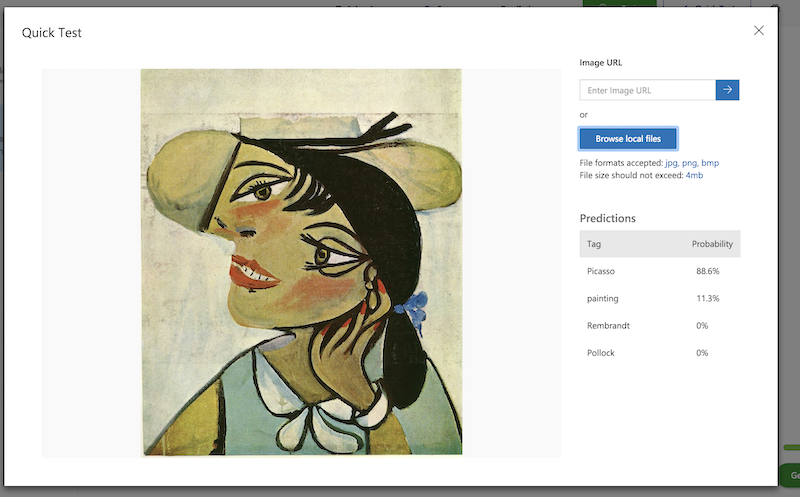 Quick Test
Image URL
Enter Image URL
or
Browse local files
File formats accepted: jpg, png, bmp
File size should not exceed: 4mb
Predictions
Tag Probability
Picasso 88.6%
painting 11.3%
Rembrandt 0%
Pollock 0%
Ge